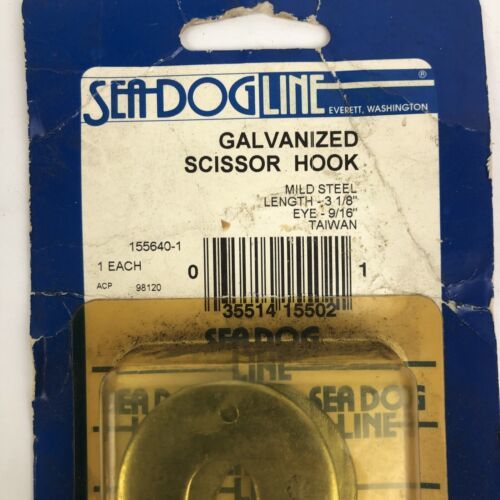 SEA-DOG LINE ®
EVERETT, WASHINGTON
GALVANIZED
SCISSOR HOOK
MILD STEEL
LENGTH - 3 1/8"
EYE - 9/16"
TAIWAN
155640-1
1 EACH
ACP 98120
0 35514 15502 1
SEA DOG
LINE
SEA DOG SEA DOG
LINE LINE